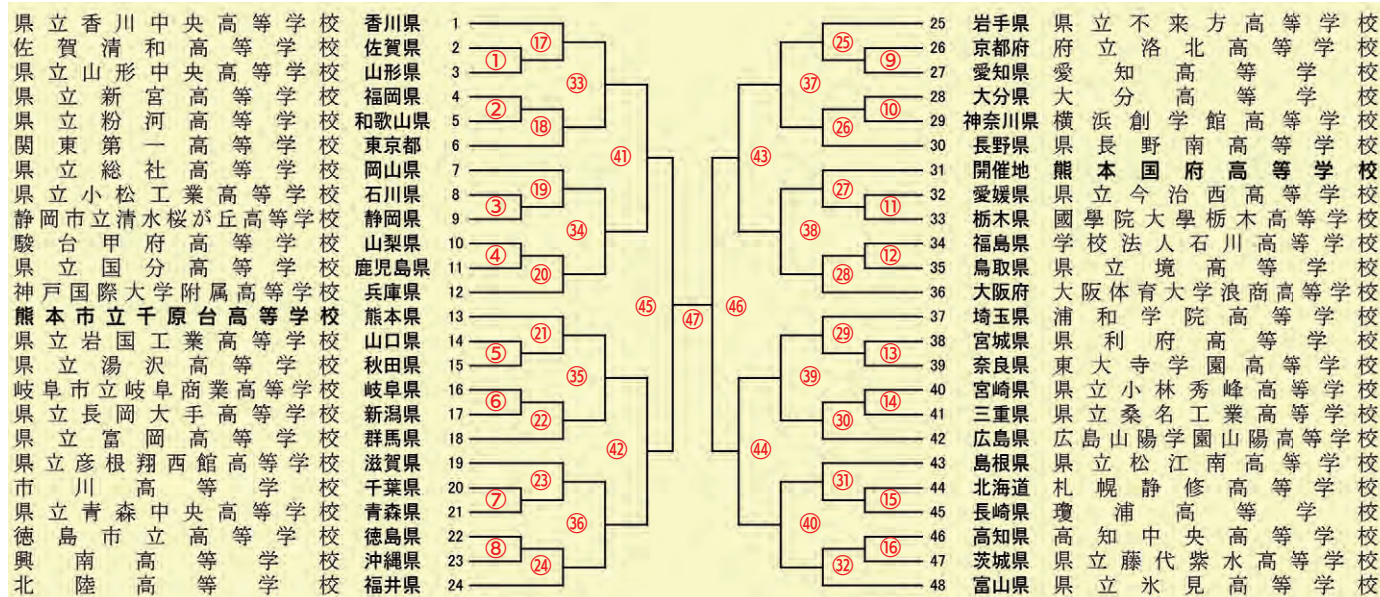 県立香川中央高等学校 香川県 1
佐賀清和高等学校 佐賀県 2
県立山形中央高等学校 山形県 3
県立新宮高等学校 福岡県 4
県立粉河高等学校 和歌山県 5
関東第一高等学校 東京都 6
県立総社高等学校 岡山県 7
県立小松工業高等学校 石川県 8
静岡市立清水桜が丘高等学校 静岡県 9
駿台甲府高等学校 山梨県 10
県立国分高等学校 鹿児島県 11
神戸国際大学附属高等学校 兵庫県 12
熊本市立千原台高等学校 熊本県 13
県立岩国工業高等学校 山口県 14
県立湯沢高等学校 秋田県 15
岐阜市立岐阜商業高等学校 岐阜県 16
県立長岡大手高等学校 新潟県 17
県立富岡高等学校 群馬県 18
県立彦根翔西館高等学校 滋賀県 19
市川高等学校 千葉県 20
県立青森中央高等学校 青森県 21
徳島市立高等学校 徳島県 22
興南高等学校 沖縄県 23
北陸高等学校 福井県 24
① ② ③ ④ ⑤ ⑥ ⑦ ⑧
⑰ ⑱ ⑲ ⑳ ㉑ ㉒ ㉓ ㉔
㉝ ㉞ ㉟ ㊱
㊶ ㊷
㊺ ㊼ ㊻
㊸ ㊹
㊲ ㊳ ㊴ ㊵
㉕ ㉖ ㉗ ㉘ ㉙ ㉚ ㉛ ㉜
⑨ ⑩ ⑪ ⑫ ⑬ ⑭ ⑮ ⑯
25 岩手県 県立不来方高等学校
26 京都府 府立洛北高等学校
27 愛知県 愛知高等学校
28 大分県 大分高等学校
29 神奈川県 横浜創学館高等学校
30 長野県 県長野南高等学校
31 開催地 熊本国府高等学校
32 愛媛県 県立今治西高等学校
33 栃木県 國學院大學栃木高等学校
34 福島県 学校法人石川高等学校
35 鳥取県 県立境高等学校
36 大阪府 大阪体育大学浪商高等学校
37 埼玉県 浦和学院高等学校
38 宮城県 県利府高等学校
39 奈良県 東大寺学園高等学校
40 宮崎県 県立小林秀峰高等学校
41 三重県 県立桑名工業高等学校
42 広島県 広島山陽学園山陽高等学校
43 島根県 県立松江南高等学校
44 北海道 札幌静修高等学校
45 長崎県 瓊浦高等学校
46 高知県 高知中央高等学校
47 茨城県 県立藤代紫水高等学校
48 富山県 県立氷見高等学校